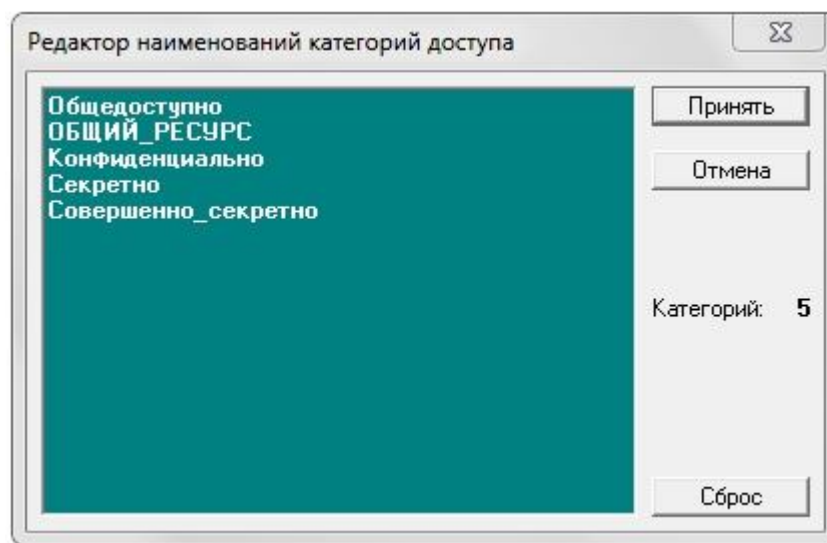 Редактор наименований категорий доступа
Общедоступно
ОБЩИЙ_РЕСУРС
Конфиденциально
Секретно
Совершенно_секретно
Принять
Отмена
Категорий: 5
Сброс